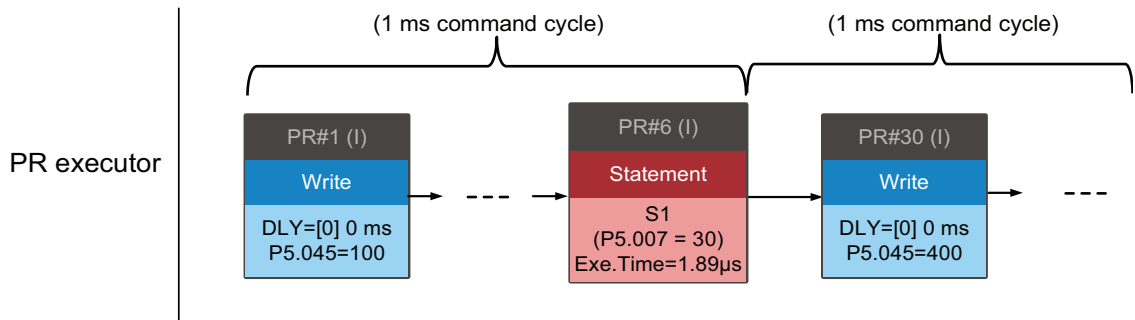 (1 ms command cycle)
(1 ms command cycle)
PR executor
PR#1 (I)
Write
DLY=[0] 0 ms
P5.045=100
PR#6 (I)
Statement
S1
(P5.007 = 30)
Exe.Time=1.89µs
PR#30 (I)
Write
DLY=[0] 0 ms
P5.045=400